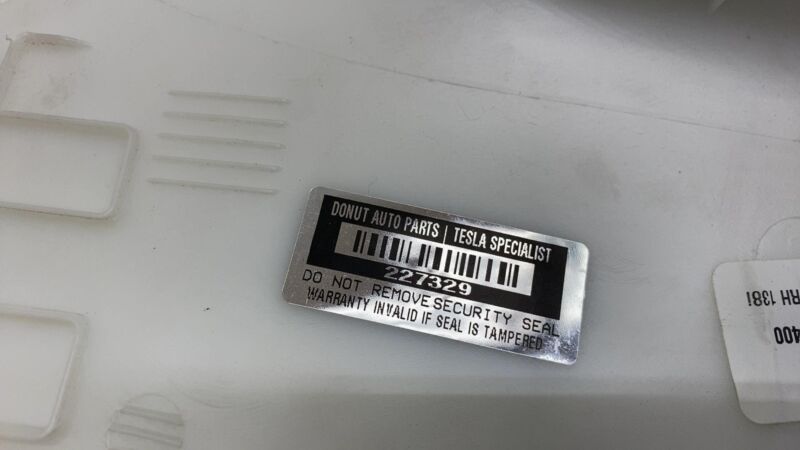 DONUT AUTO PARTS | TESLA SPECIALIST
227329
DO NOT REMOVE SECURITY SEAL
WARRANTY INVALID IF SEAL IS TAMPERED
400
RH 138i